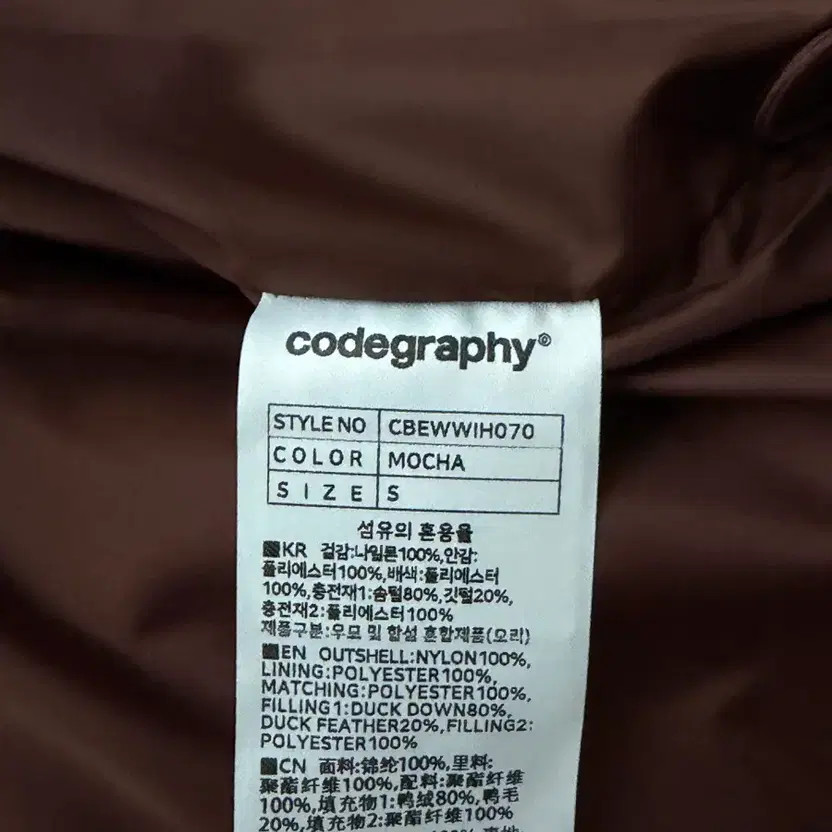 codegraphy©
STYLE NO CBEWWIH070
COLOR MOCHA
SIZE S
섬유의 혼용율
KR 겉감:나일론100%,안감:
폴리에스터100%,배색:폴리에스터
100%,충전재1:솜털80%,깃털20%,
충전재2:폴리에스터100%
제품구분:우모 및 합성 혼합제품(오리)
EN OUTSHELL:NYLON100%,
LINING:POLYESTER100%,
MATCHING:POLYESTER100%,
FILLING1:DUCK DOWN80%,
DUCK FEATHER20%,FILLING2:
POLYESTER100%
CN 面料:锦纶100%,里料:
聚酯纤维100%,配料:聚酯纤维
100%,填充物1:鸭绒80%,鸭毛
20%,填充物2:聚酯纤维100%